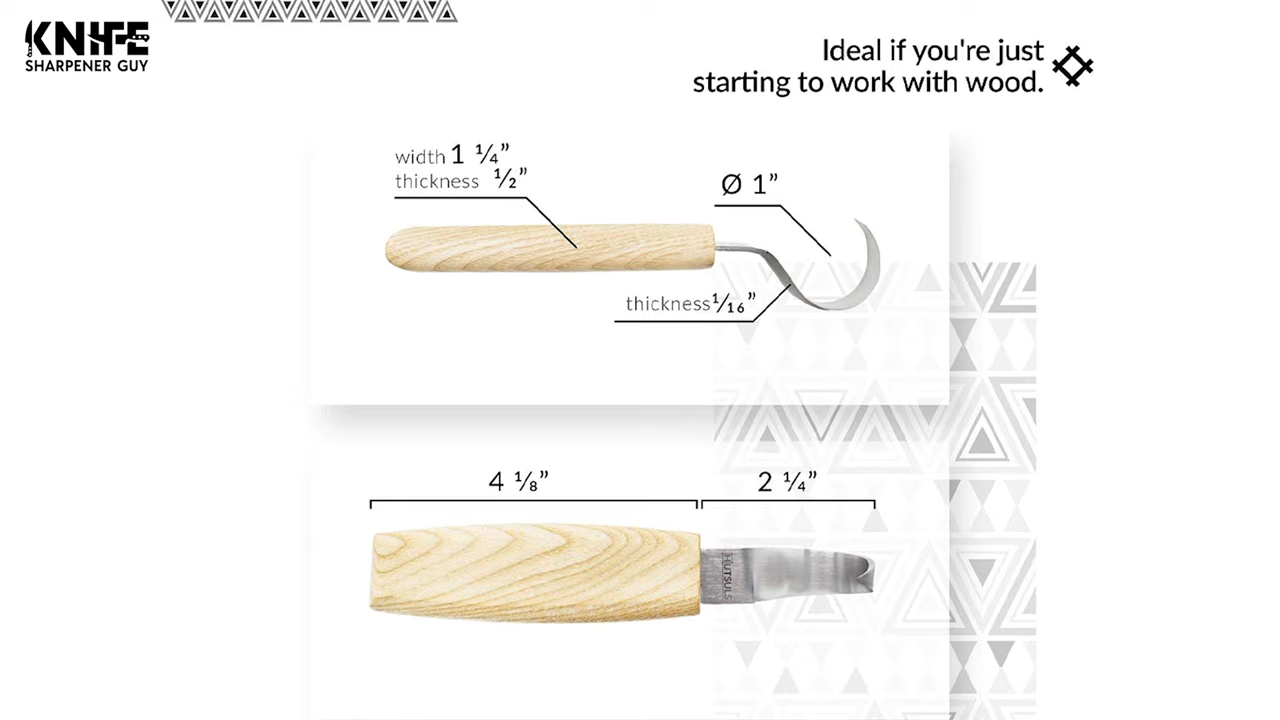 KNIFE
SHARPENER GUY
Ideal if you're just
starting to work with wood.
width 1 ¼”
thickness ½”
Ø 1”
thickness 1⁄16”
4 ⅛”
2 ¼”
HUTSULS